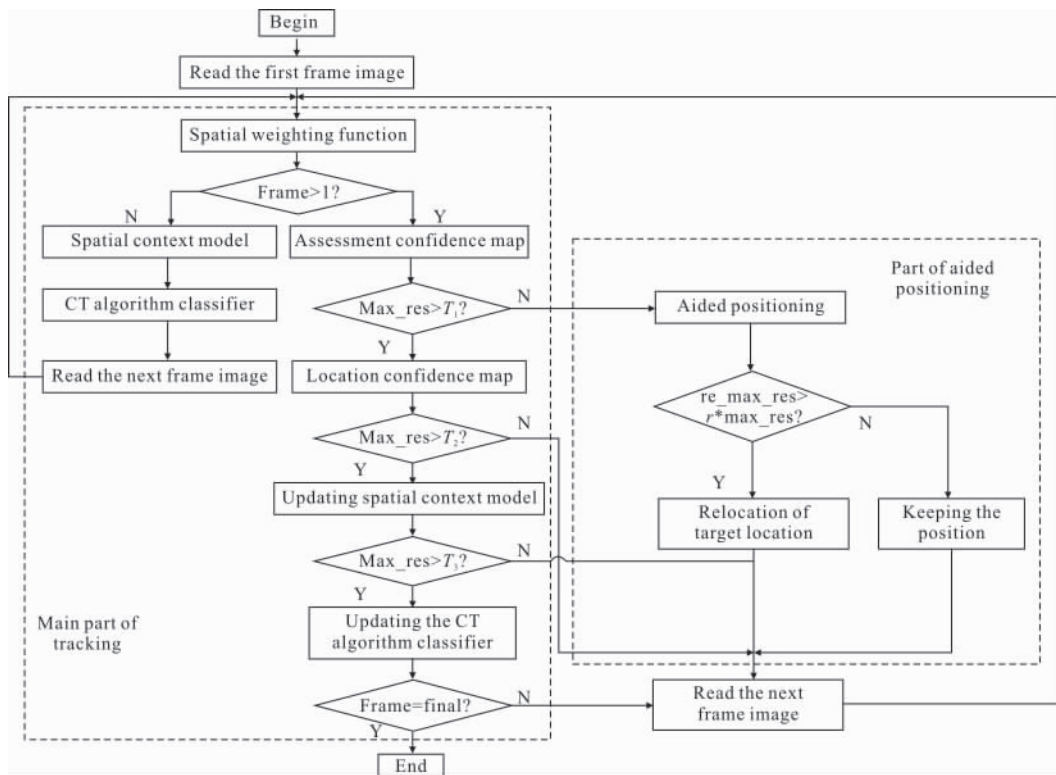 Begin
Read the first frame image
Spatial weighting function
Frame>1?
N
Y
Spatial context model
Assessment confidence map
Part of aided
positioning
CT algorithm classifier
Max_res>T₁?
N
Aided positioning
Y
Read the next frame image
Location confidence map
re_max_res>
r*max_res?
N
Max_res>T₂?
N
Y
Y
Updating spatial context model
Relocation of
target location
Keeping the
position
Max_res>T₃?
N
Y
Main part of
tracking
Updating the CT
algorithm classifier
Frame=final?
N
Y
Read the next
frame image
End